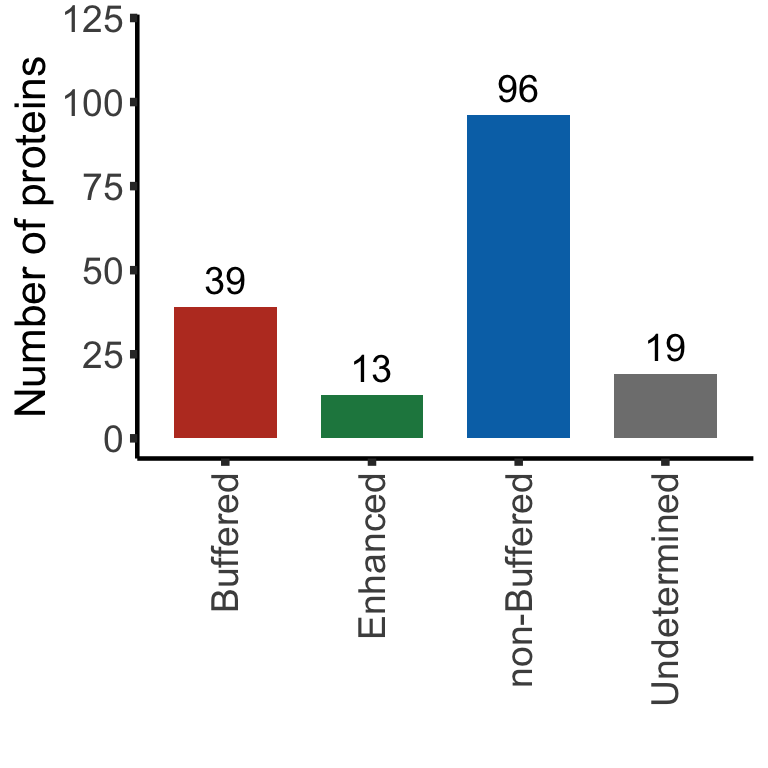 Number of proteins
125
100
75
50
25
0
39
13
96
19
Buffered
Enhanced
non-Buffered
Undetermined